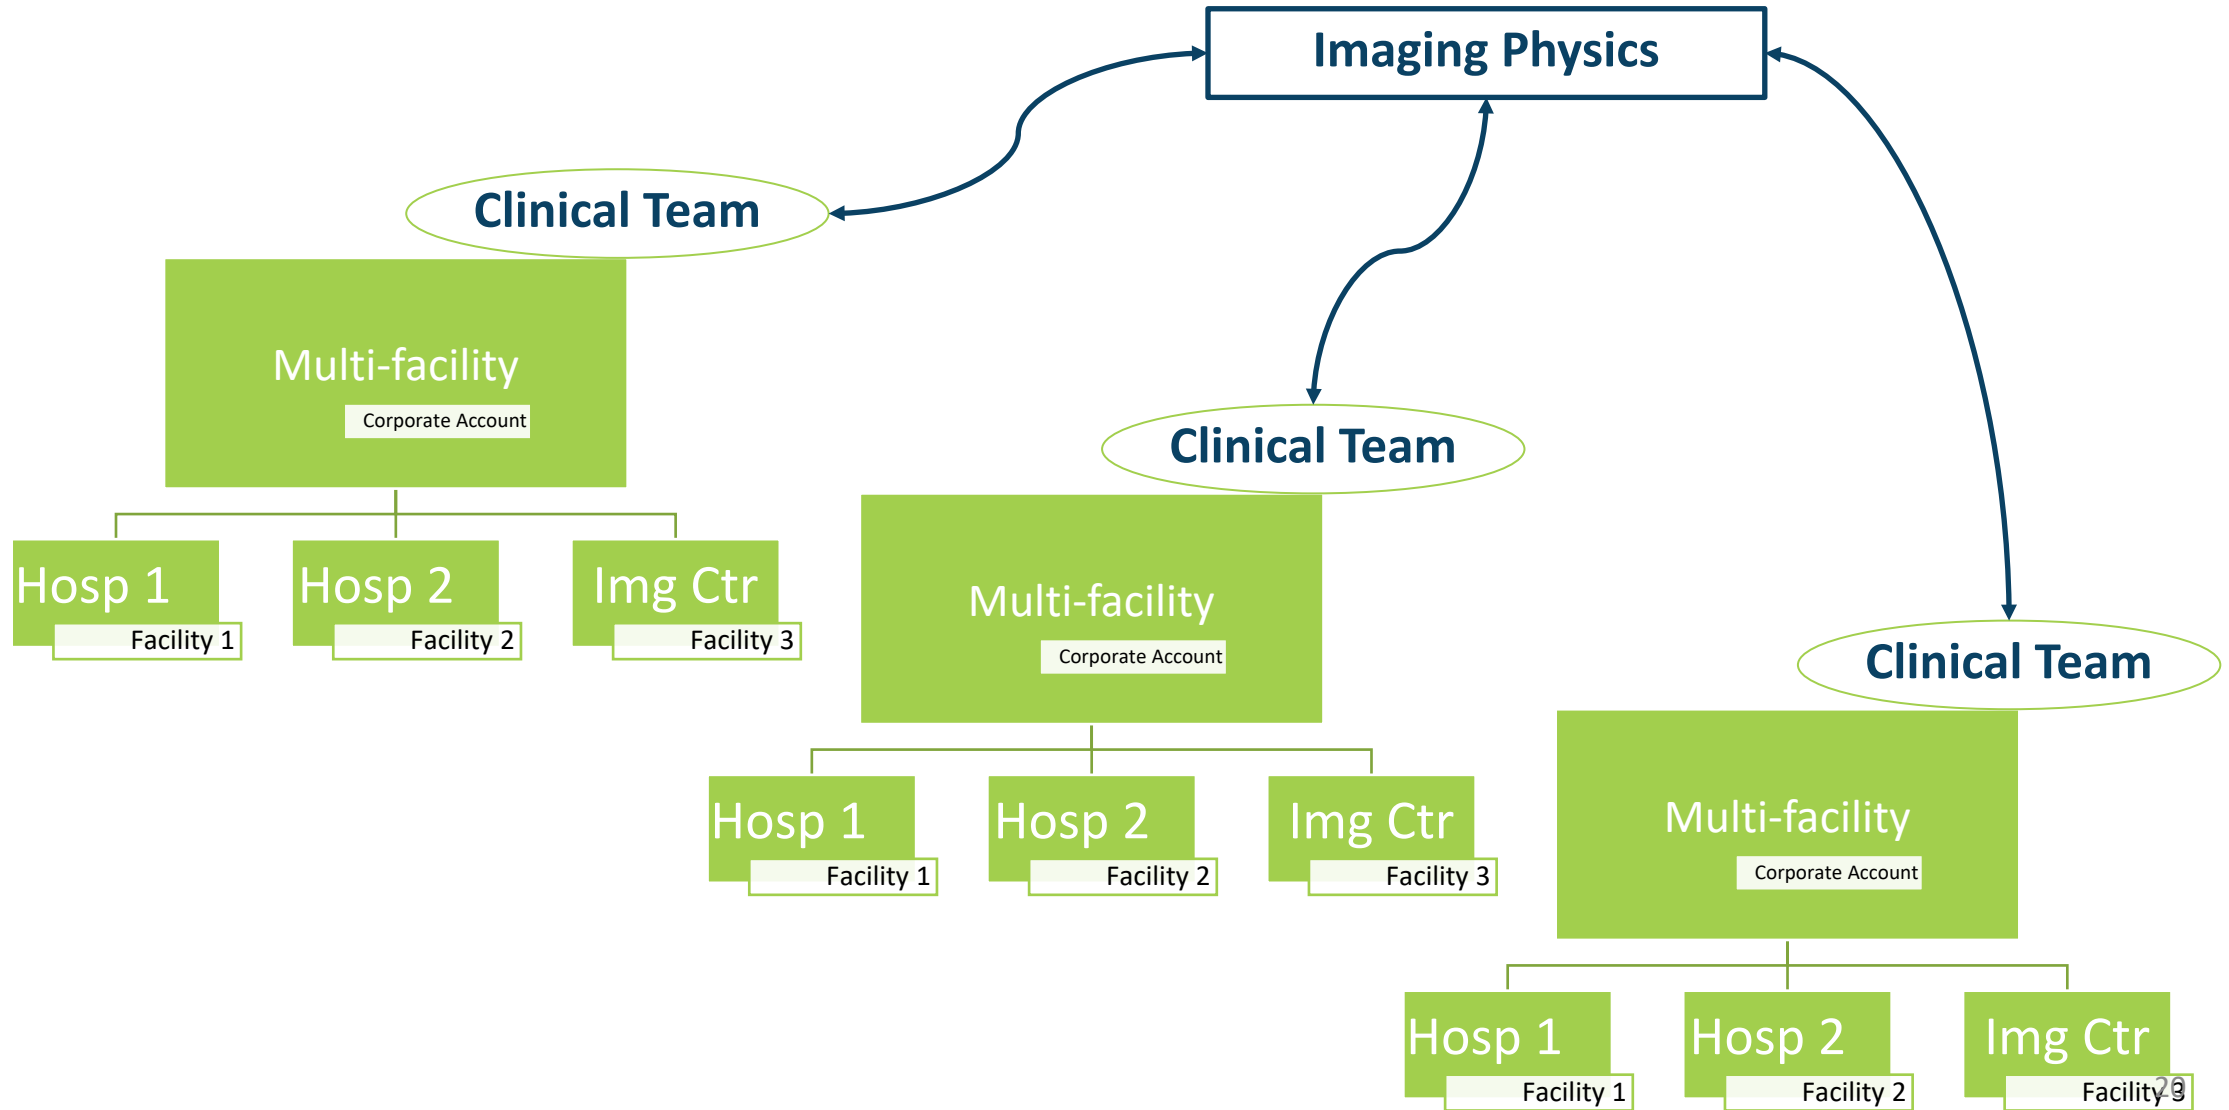 Imaging Physics
Clinical Team
Multi-facility
Corporate Account
Hosp 1
Facility 1
Hosp 2
Facility 2
Img Ctr
Facility 3
Clinical Team
Multi-facility
Corporate Account
Hosp 1
Facility 1
Hosp 2
Facility 2
Img Ctr
Facility 3
Clinical Team
Multi-facility
Corporate Account
Hosp 1
Facility 1
Hosp 2
Facility 2
Img Ctr
Facility 3
20